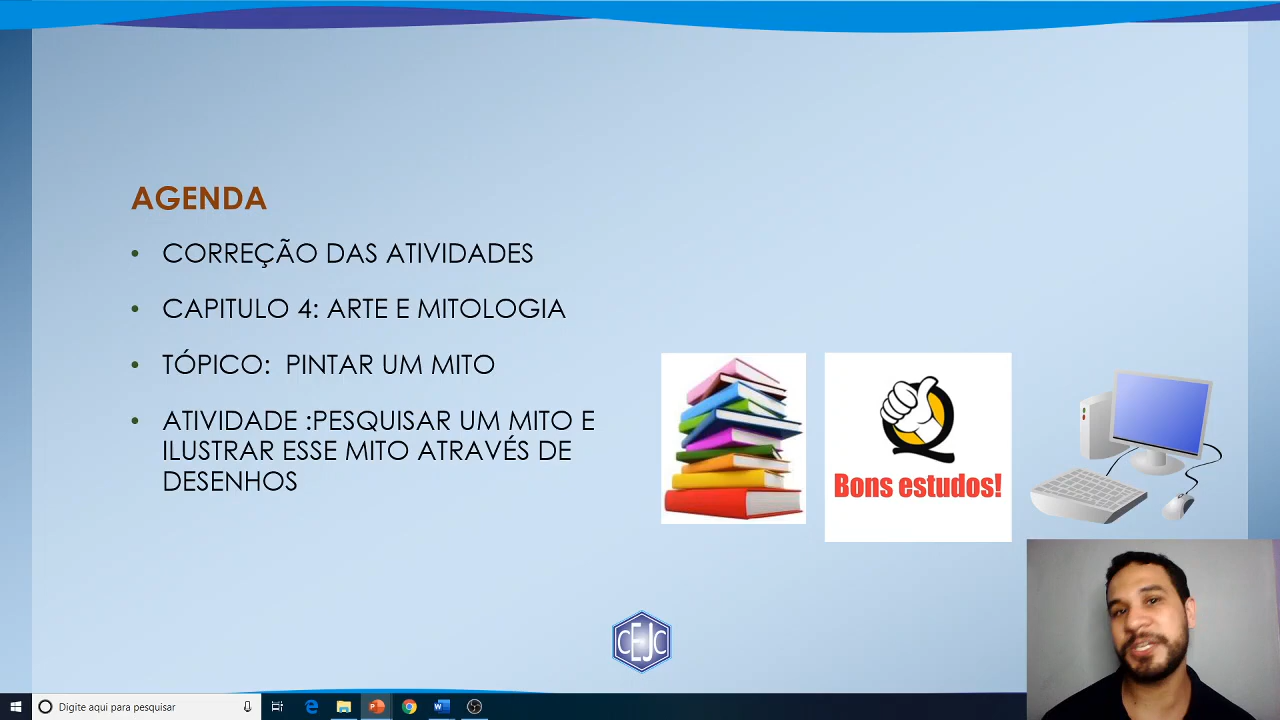 AGENDA
• CORREÇÃO DAS ATIVIDADES
• CAPITULO 4: ARTE E MITOLOGIA
• TÓPICO:  PINTAR UM MITO
• ATIVIDADE :PESQUISAR UM MITO E
ILUSTRAR ESSE MITO ATRAVÉS DE
DESENHOS
Bons estudos!
CEJC
Digite aqui para pesquisar